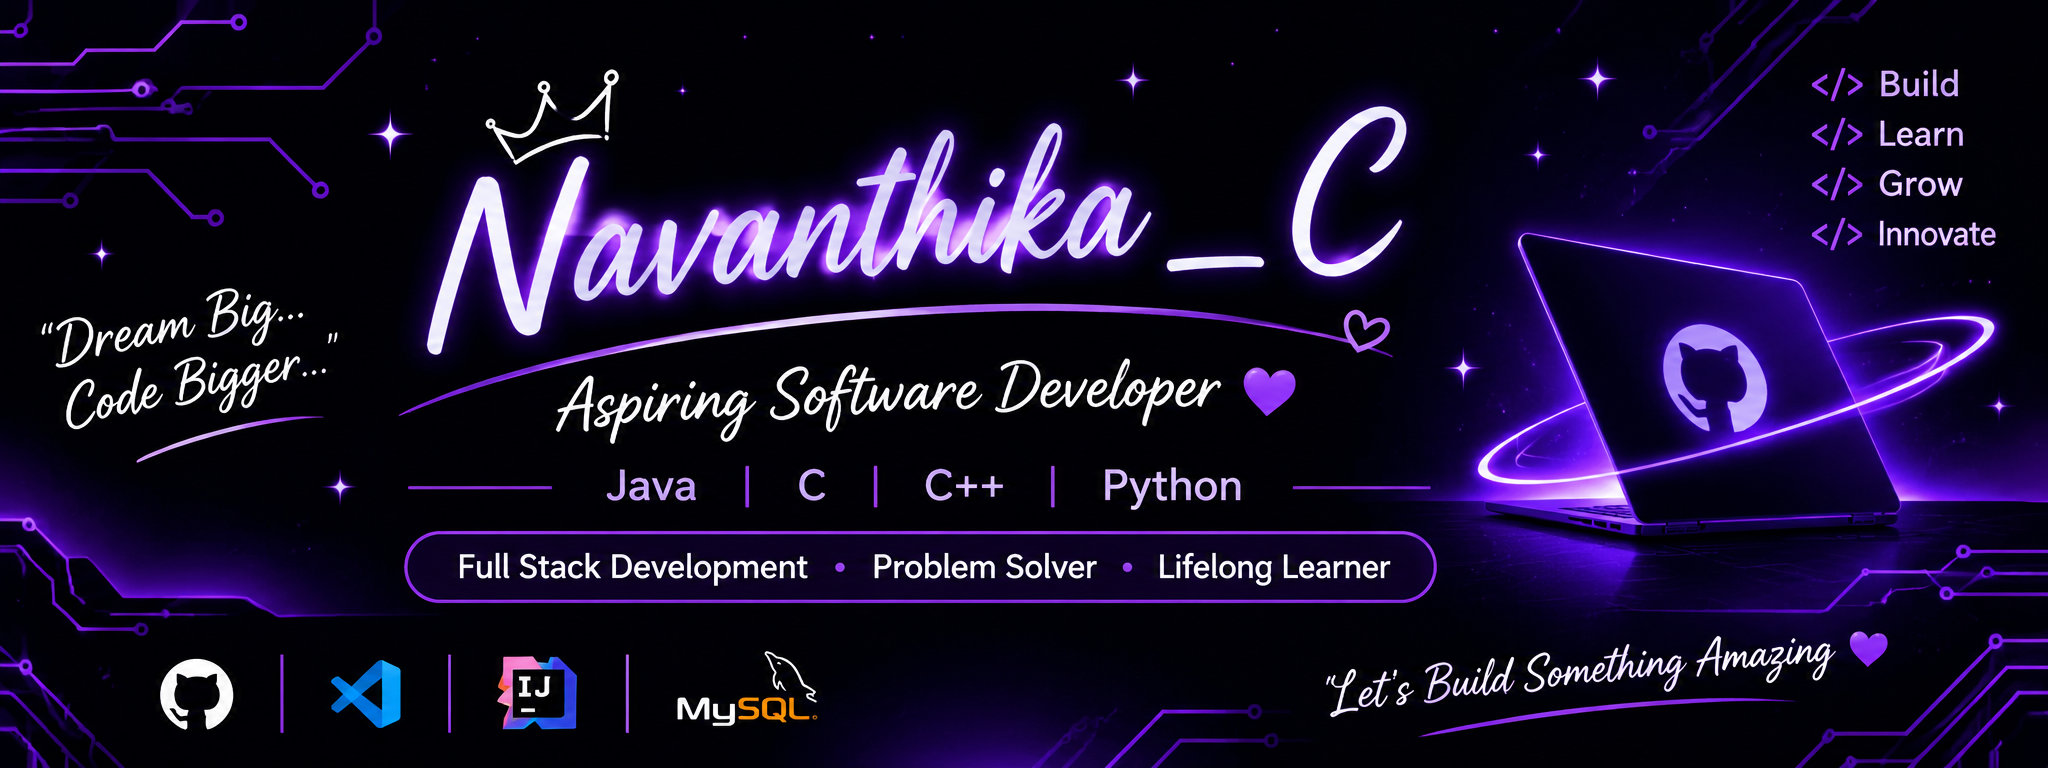 </> Build
</> Learn
</> Grow
</> Innovate
Navanthika_C
"Dream Big...
Code Bigger..."
Aspiring Software Developer 💜
Java | C | C++ | Python
Full Stack Development • Problem Solver • Lifelong Learner
IJ
MySQL
"Let's Build Something Amazing 💜